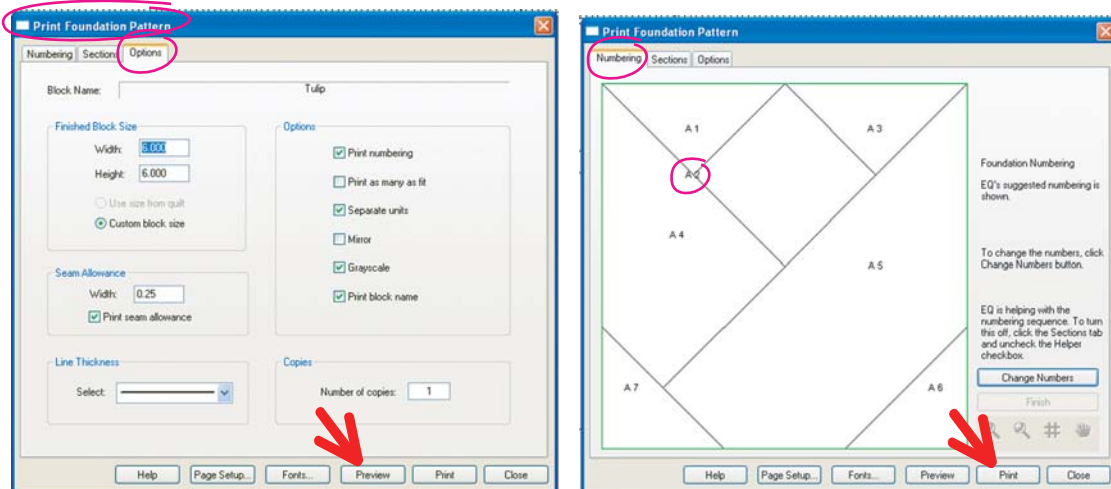 Print Foundation Pattern
Numbering Sections Options
Block Name: Tulip
Finished Block Size
Width: 6.000
Height: 6.000
Use size from quilt
Custom block size
Seam Allowance
Width: 0.25
Print seam allowance
Line Thickness
Select:
Options
Print numbering
Print as many as fit
Separate units
Mirror
Grayscale
Print block name
Copies
Number of copies: 1
Help Page Setup... Fonts... Preview Print Close
Print Foundation Pattern
Numbering Sections Options
A 1
A 3
A 2
A 4
A 5
A 7
A 6
Foundation Numbering
EQ's suggested numbering is
shown.
To change the numbers, click
Change Numbers button.
EQ is helping with the
numbering sequence. To turn
this off, click the Sections tab
and uncheck the Helper
checkbox.
Change Numbers
Finish
Help Page Setup... Fonts... Preview Print Close